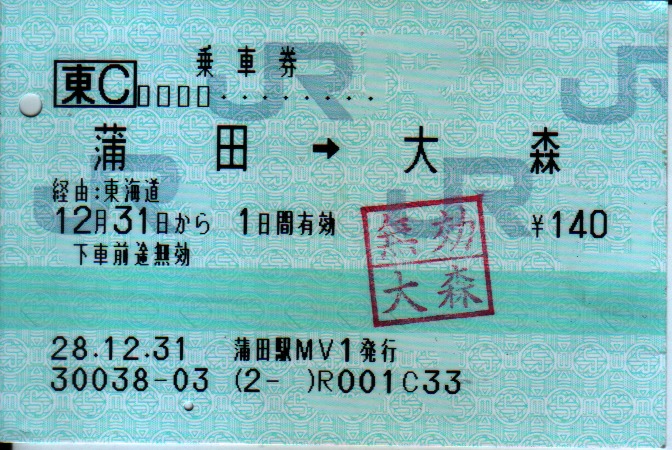 乗車券
東C□□□□・・・・・・・・
蒲田 → 大森
経由:東海道
12月31日から 1日間有効 ¥140
下車前途無効
無効
大森
28.12.31 蒲田駅MV1発行
30038-03 (2- )R001C33